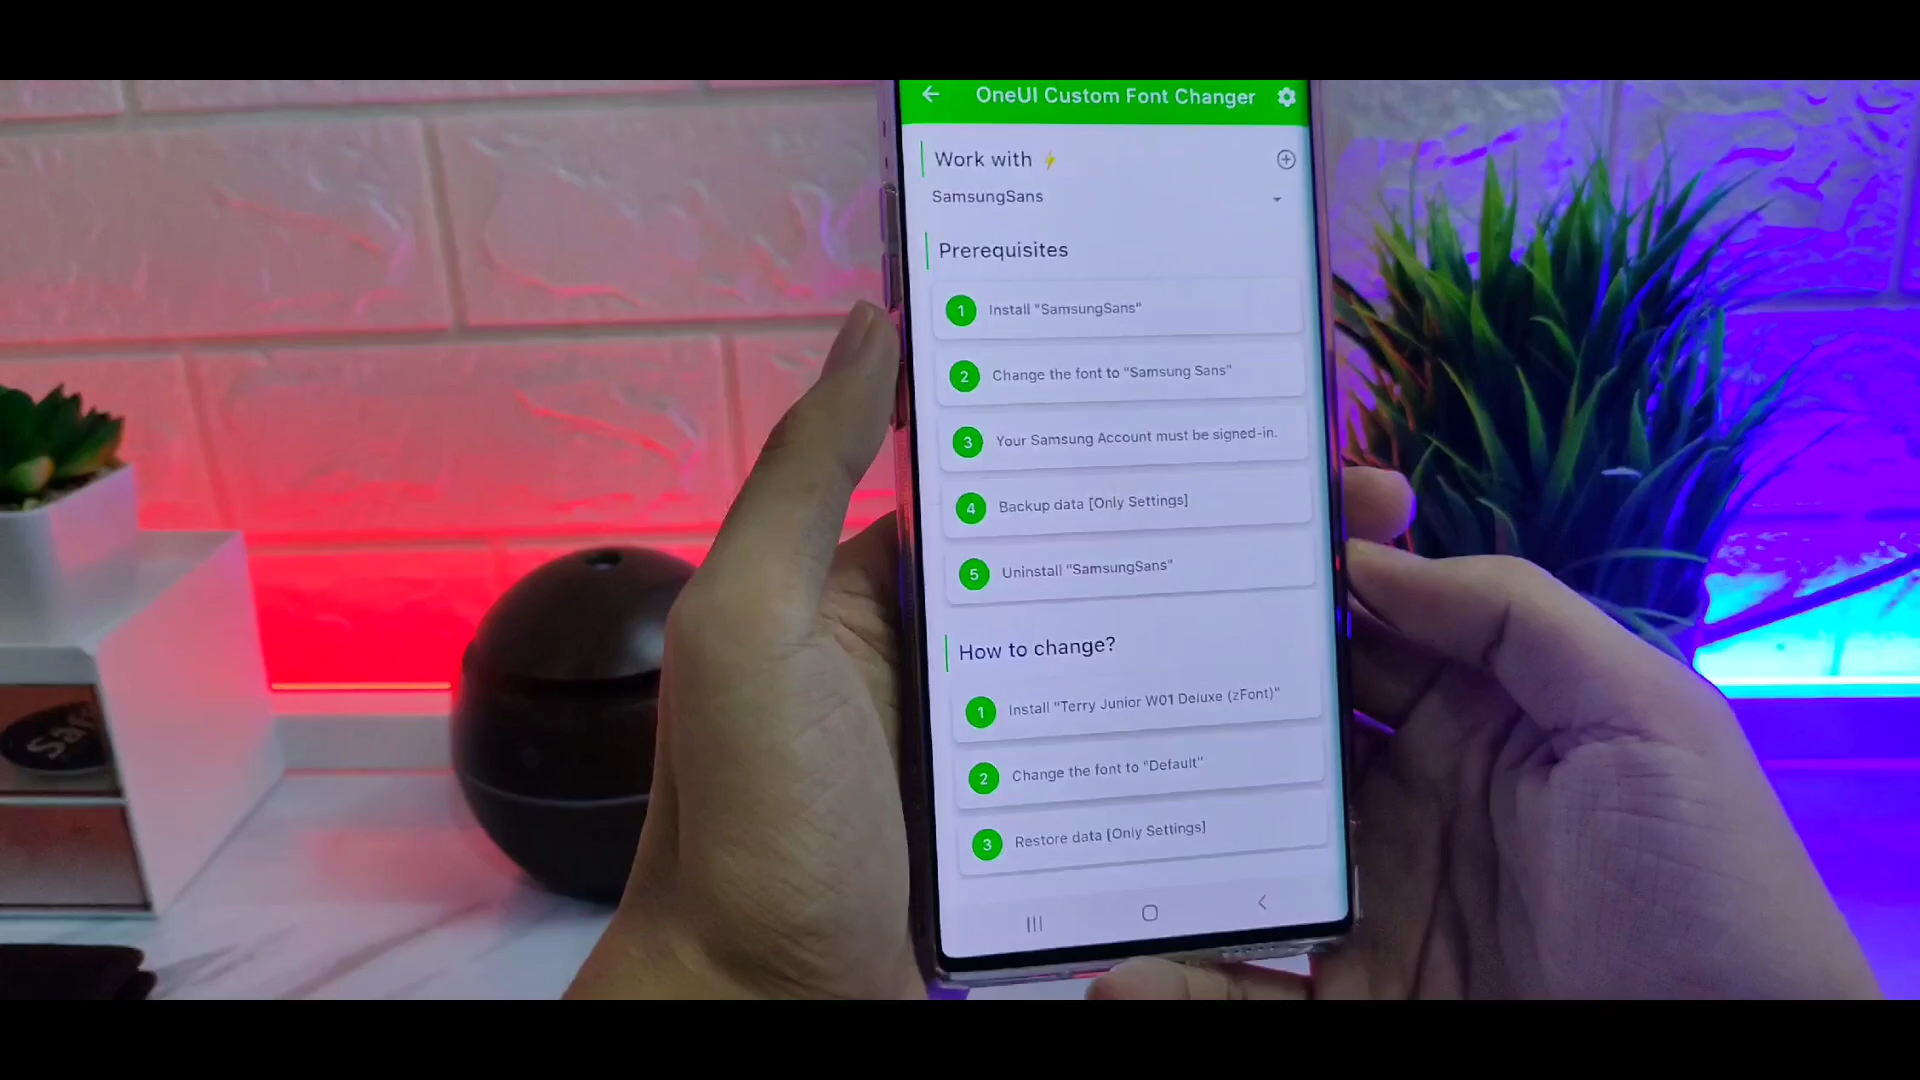 OneUI Custom Font Changer
Work with ⚡
SamsungSans
Prerequisites
1 Install "SamsungSans"
2 Change the font to "Samsung Sans"
3 Your Samsung Account must be signed-in.
4 Backup data [Only Settings]
5 Uninstall "SamsungSans"
How to change?
1 Install "Terry Junior W01 Deluxe (zFont)"
2 Change the font to "Default"
3 Restore data [Only Settings]